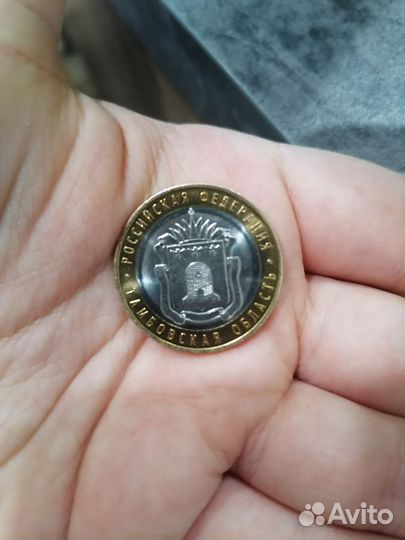 РОССИЙСКАЯ ФЕДЕРАЦИЯ
ТАМБОВСКАЯ ОБЛАСТЬ
Avito